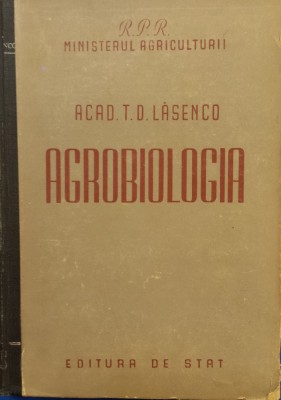 R.P.R.
MINISTERUL AGRICULTURII
ACAD. T. D. LÂSENCO
AGROBIOLOGIA
EDITURA DE STAT